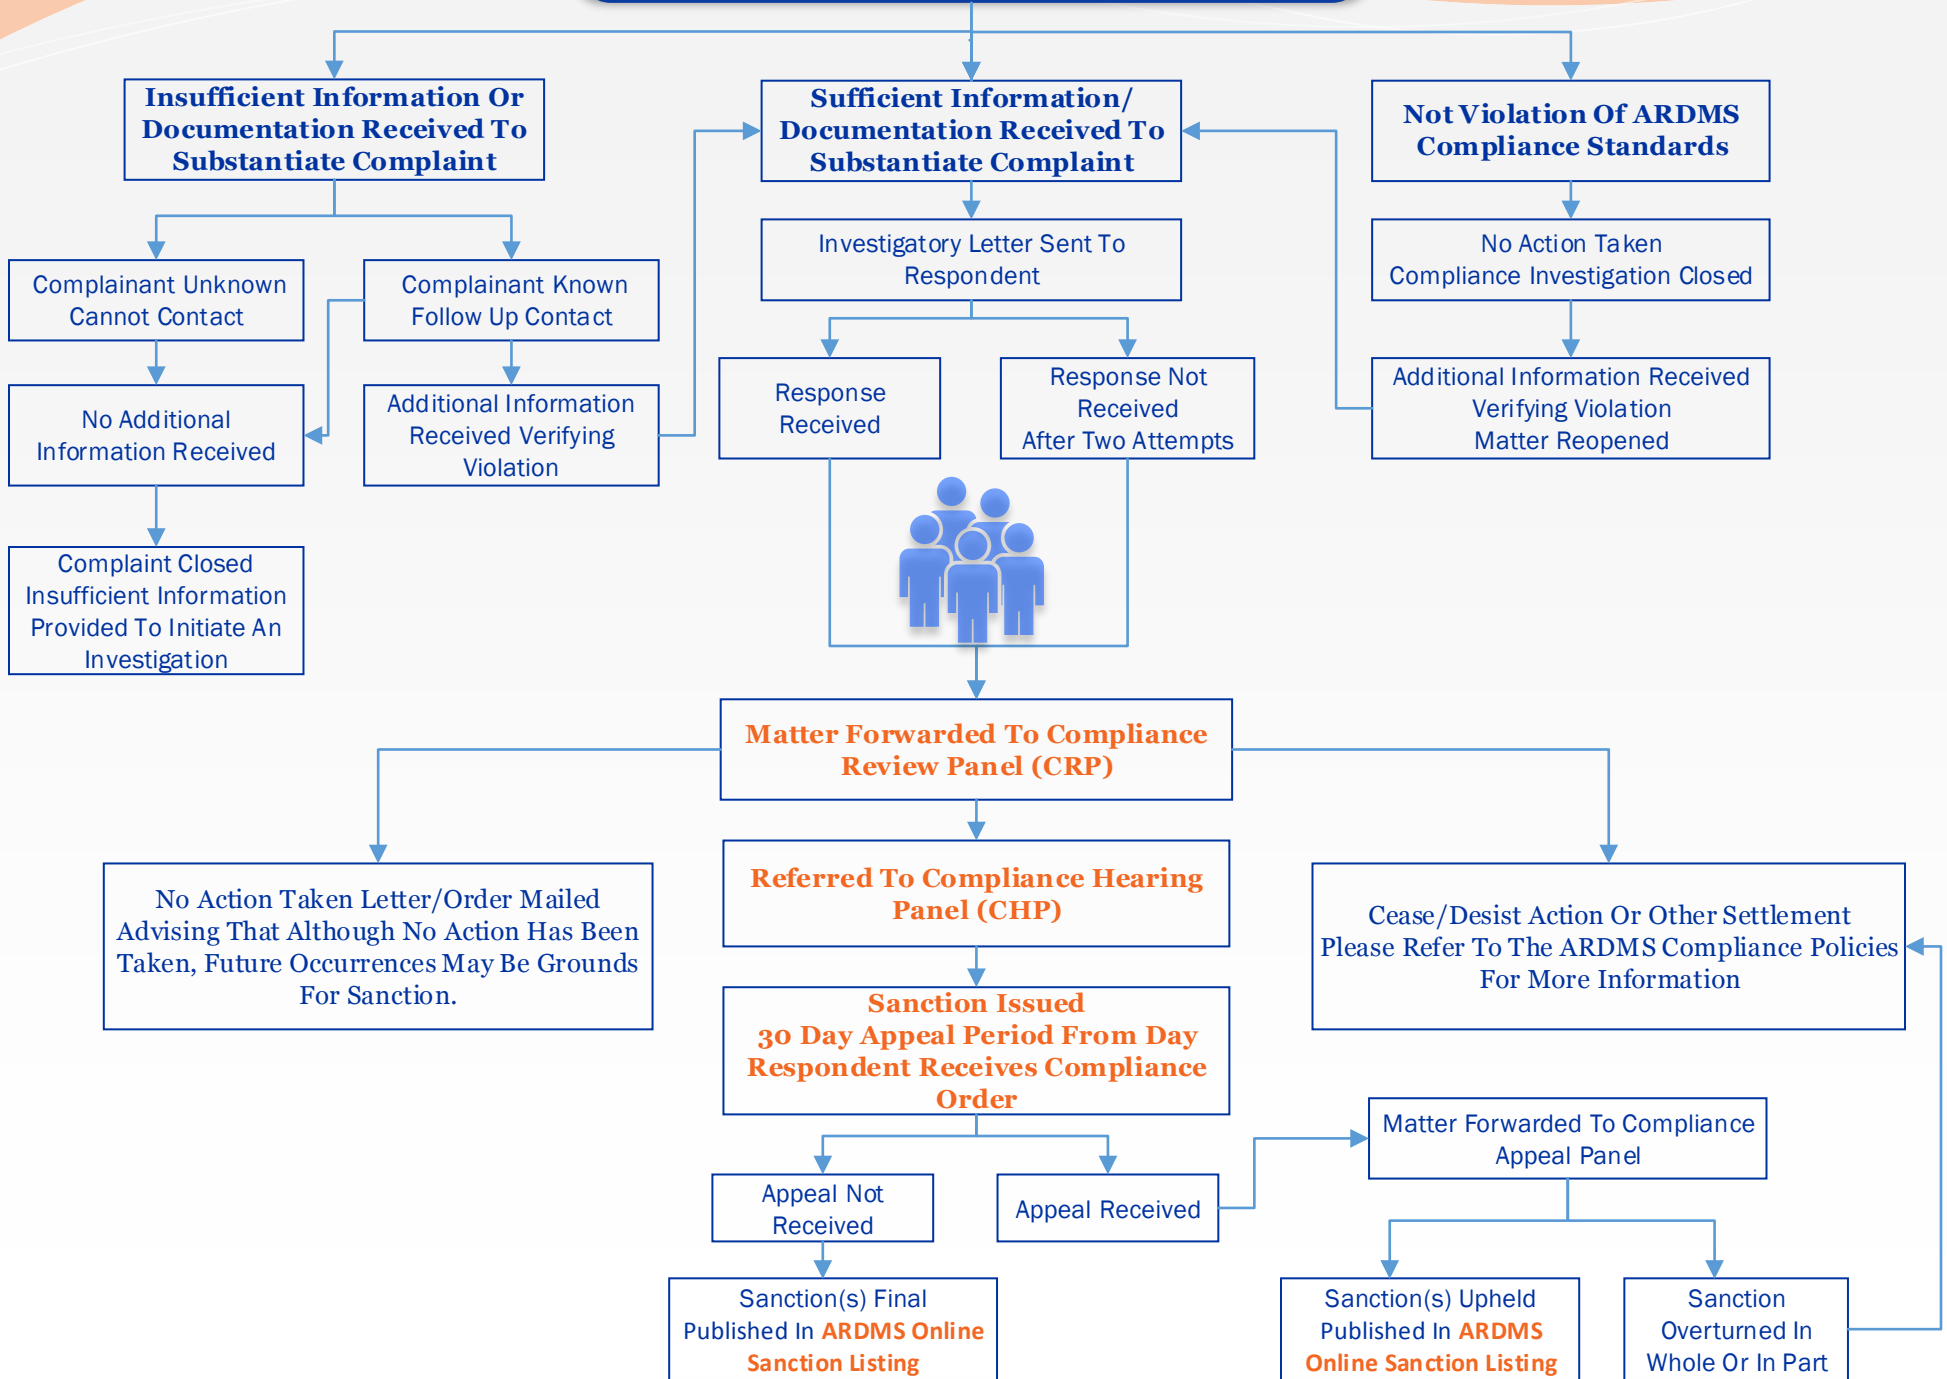 Insufficient Information Or
Documentation Received To
Substantiate Complaint
Sufficient Information/
Documentation Received To
Substantiate Complaint
Not Violation Of ARDMS
Compliance Standards
Investigatory Letter Sent To
Respondent
No Action Taken
Compliance Investigation Closed
Complainant Unknown
Cannot Contact
Complainant Known
Follow Up Contact
Response
Received
Response Not
Received
After Two Attempts
Additional Information Received
Verifying Violation
Matter Reopened
No Additional
Information Received
Additional Information
Received Verifying
Violation
Complaint Closed
Insufficient Information
Provided To Initiate An
Investigation
Matter Forwarded To Compliance
Review Panel (CRP)
Referred To Compliance Hearing
Panel (CHP)
No Action Taken Letter/Order Mailed
Advising That Although No Action Has Been
Taken, Future Occurrences May Be Grounds
For Sanction.
Cease/Desist Action Or Other Settlement
Please Refer To The ARDMS Compliance Policies
For More Information
Sanction Issued
30 Day Appeal Period From Day
Respondent Receives Compliance
Order
Matter Forwarded To Compliance
Appeal Panel
Appeal Not
Received
Appeal Received
Sanction(s) Final
Published In ARDMS Online
Sanction Listing
Sanction(s) Upheld
Published In ARDMS
Online Sanction Listing
Sanction
Overturned In
Whole Or In Part